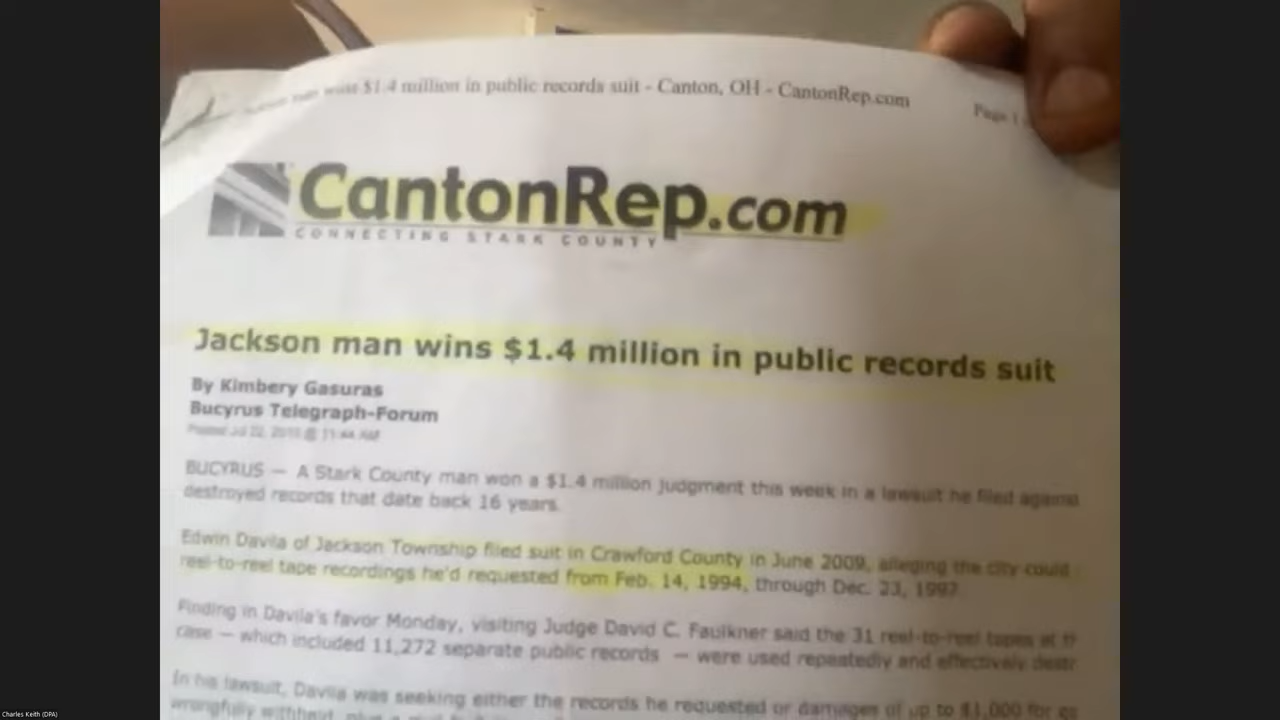 wins $1.4 million in public records suit - Canton, OH - CantonRep.com
Page 1
CantonRep.com
CONNECTING STARK COUNTY
Jackson man wins $1.4 million in public records suit
By Kimbery Gasuras
Bucyrus Telegraph-Forum
BUCYRUS — A Stark County man won a $1.4 million judgment this week in a lawsuit he filed against
destroyed records that date back 16 years.
Edwin Davila of Jackson Township filed suit in Crawford County in June 2009, alleging the city could
reel-to-reel tape recordings he'd requested from Feb. 14, 1994, through Dec. 23, 1997.
Finding in Davila's favor Monday, visiting Judge David C. Faulkner said the 31 reel-to-reel tapes at
case — which included 11,272 separate public records — were used repeatedly and effectively
In his lawsuit, Davila was seeking either the records he requested or damages of up to $1,000 for
wrongfully withheld, plus a
Charles Keith (DPA)